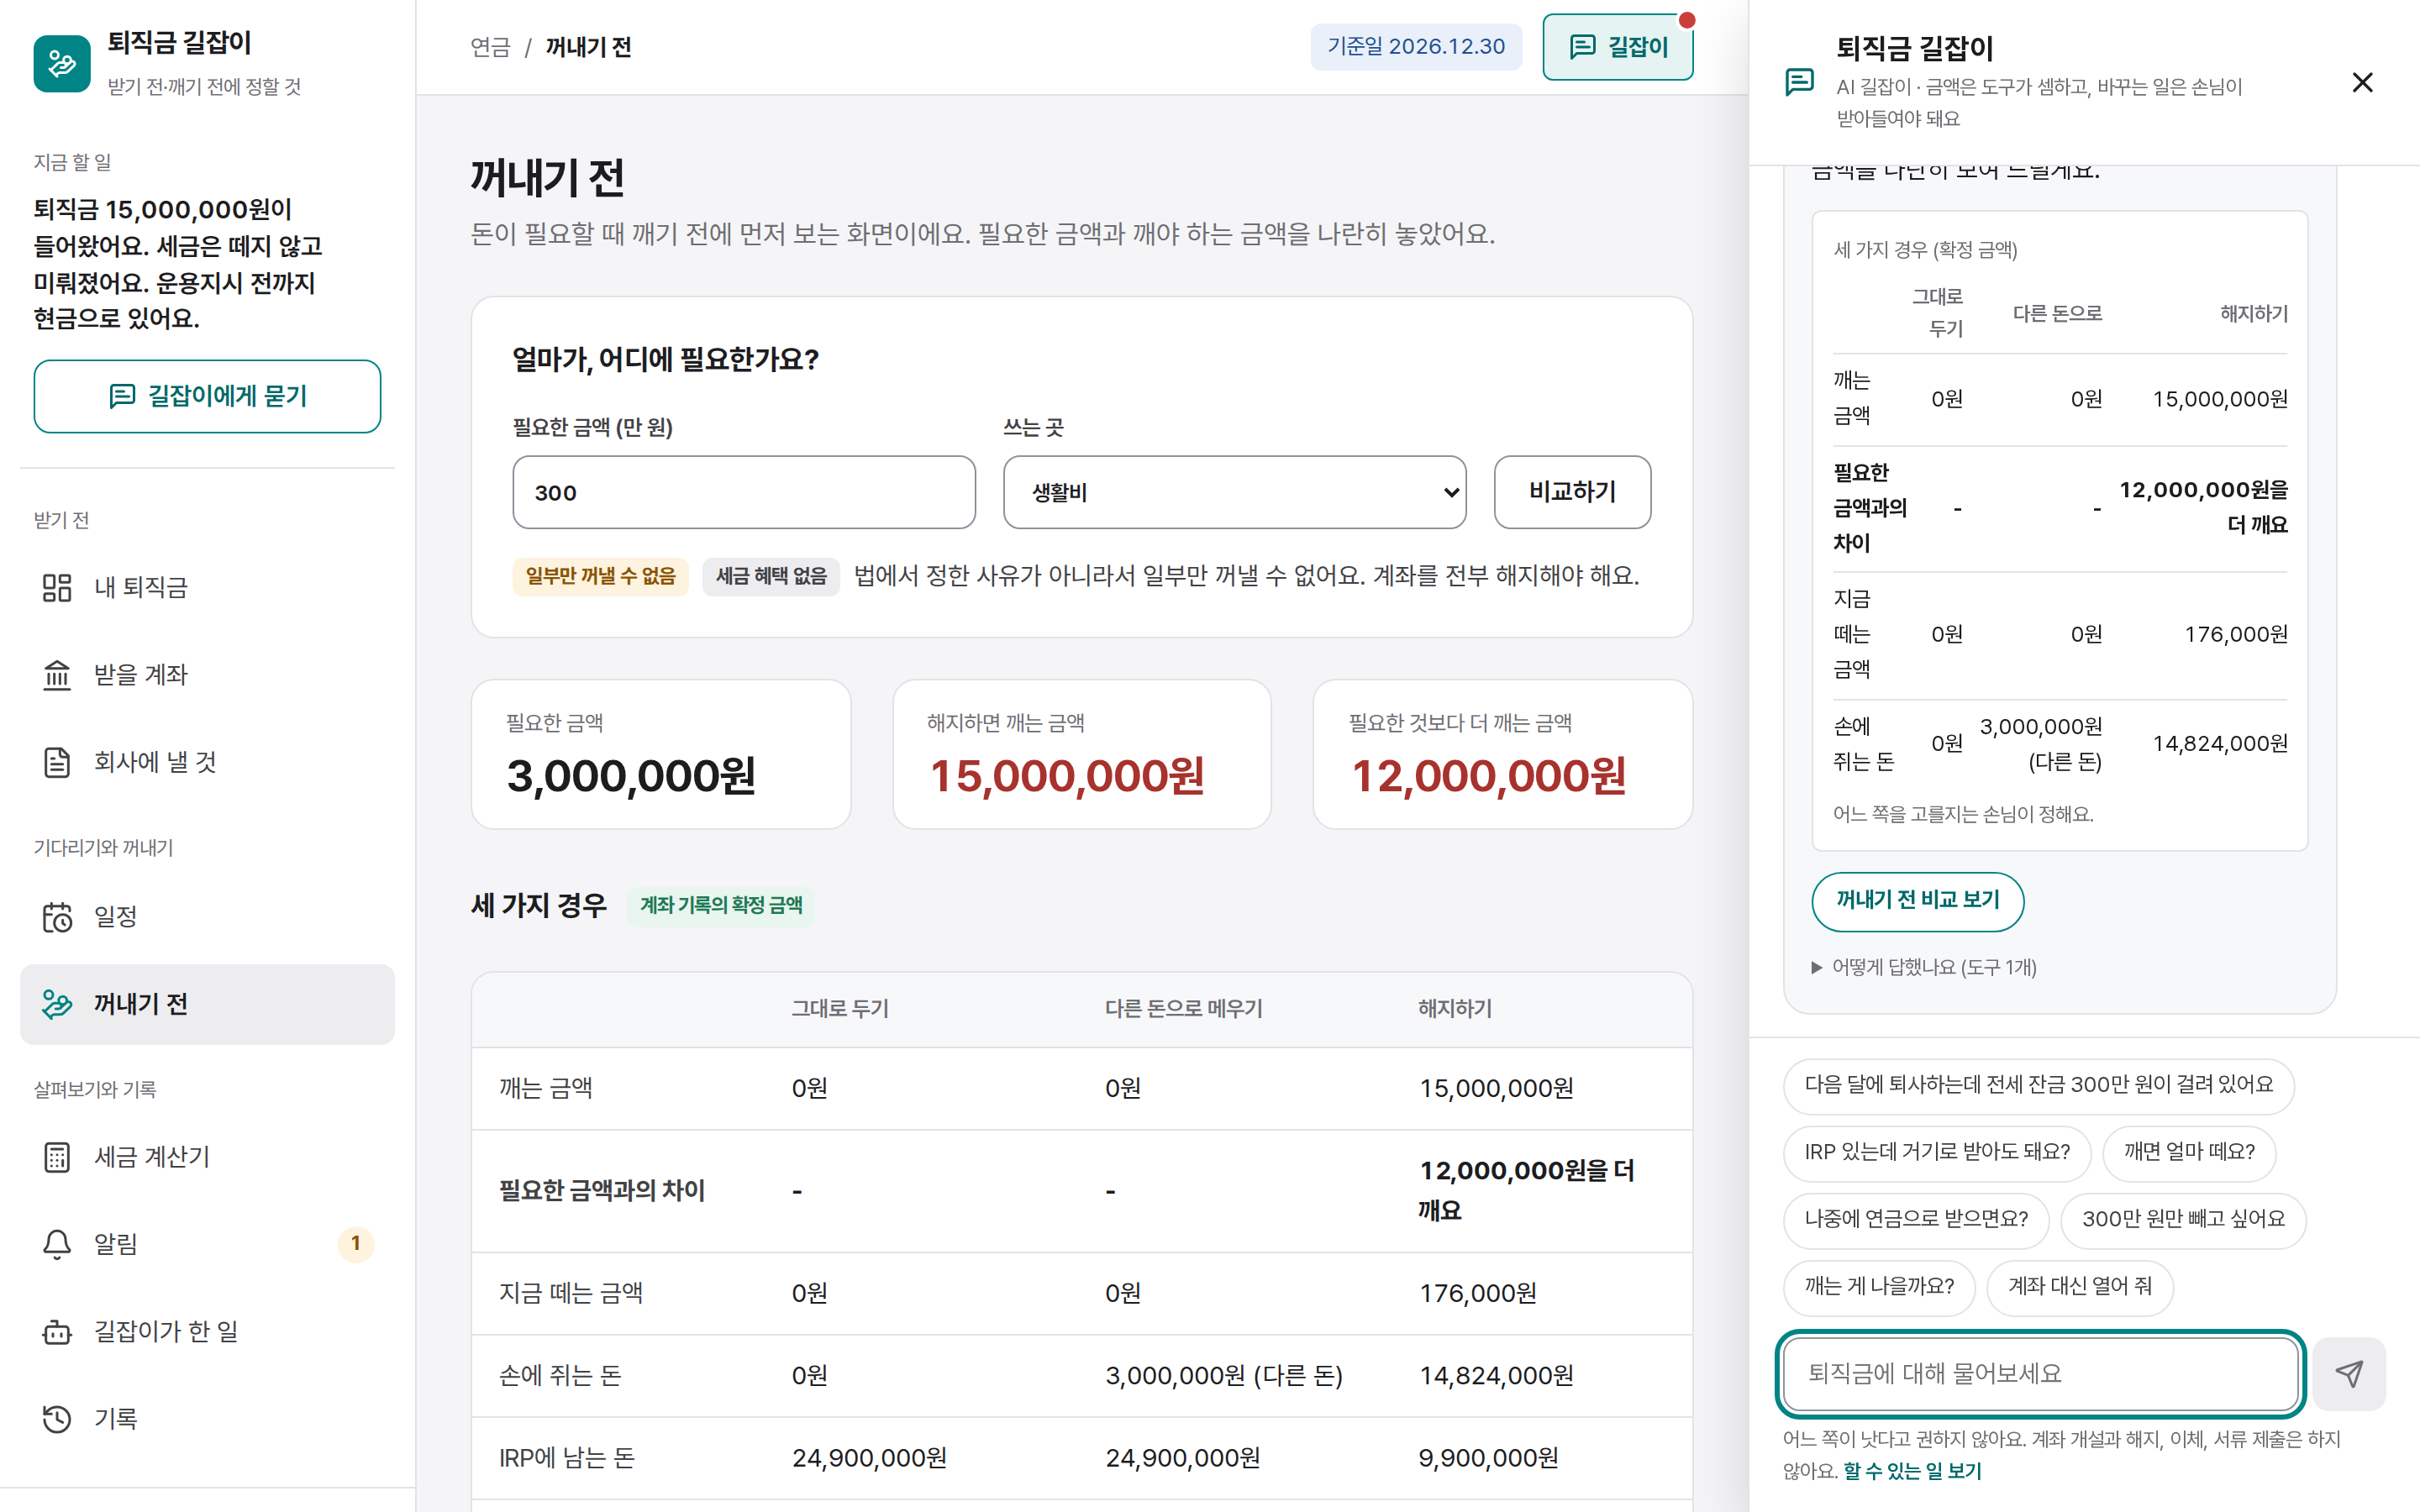 퇴직금 길잡이
받기 전·깨기 전에 정할 것
지금 할 일
퇴직금 15,000,000원이
들어왔어요. 세금은 떼지 않고
미뤄졌어요. 운용지시 전까지
현금으로 있어요.
길잡이에게 묻기
받기 전
내 퇴직금
받을 계좌
회사에 낼 것
기다리기와 꺼내기
일정
꺼내기 전
살펴보기와 기록
세금 계산기
알림 1
길잡이가 한 일
기록
연금 / 꺼내기 전
기준일 2026.12.30
길잡이
꺼내기 전
돈이 필요할 때 깨기 전에 먼저 보는 화면이에요. 필요한 금액과 깨야 하는 금액을 나란히 놓았어요.
얼마가, 어디에 필요한가요?
필요한 금액 (만 원) 쓰는 곳
300 생활비 비교하기
일부만 꺼낼 수 없음 세금 혜택 없음 법에서 정한 사유가 아니라서 일부만 꺼낼 수 없어요. 계좌를 전부 해지해야 해요.
필요한 금액
3,000,000원
해지하면 깨는 금액
15,000,000원
필요한 것보다 더 깨는 금액
12,000,000원
세 가지 경우 계좌 기록의 확정 금액
그대로 두기 다른 돈으로 메우기 해지하기
깨는 금액 0원 0원 15,000,000원
필요한 금액과의 차이 - - 12,000,000원을 더
깨요
지금 떼는 금액 0원 0원 176,000원
손에 쥐는 돈 0원 3,000,000원 (다른 돈) 14,824,000원
IRP에 남는 돈 24,900,000원 24,900,000원 9,900,000원
퇴직금 길잡이
AI 길잡이 · 금액은 도구가 셈하고, 바꾸는 일은 손님이
받아들여야 돼요
금액을 나란히 보여 드릴게요.
세 가지 경우 (확정 금액)
그대로
두기
다른 돈으로
해지하기
깨는
금액
0원 0원 15,000,000원
필요한
금액과의
차이
- - 12,000,000원을
더 깨요
지금
떼는
금액
0원 0원 176,000원
손에
쥐는 돈
0원
3,000,000원
(다른 돈)
14,824,000원
어느 쪽을 고를지는 손님이 정해요.
꺼내기 전 비교 보기
▶ 어떻게 답했나요 (도구 1개)
다음 달에 퇴사하는데 전세 잔금 300만 원이 걸려 있어요
IRP 있는데 거기로 받아도 돼요? 깨면 얼마 떼요?
나중에 연금으로 받으면요? 300만 원만 빼고 싶어요
깨는 게 나을까요? 계좌 대신 열어 줘
퇴직금에 대해 물어보세요
어느 쪽이 낫다고 권하지 않아요. 계좌 개설과 해지, 이체, 서류 제출은 하지
않아요. 할 수 있는 일 보기